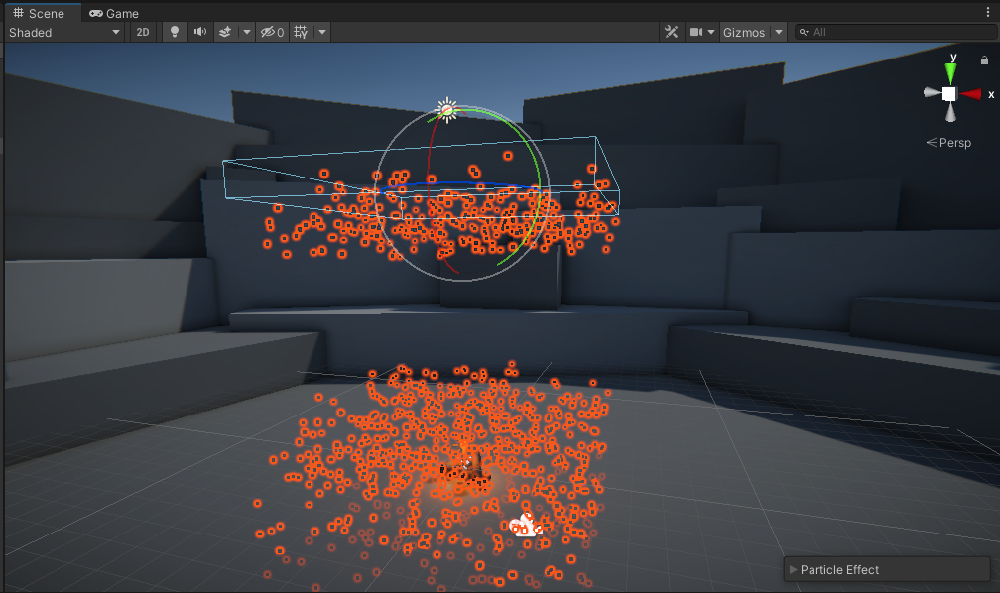 Scene Game
Shaded 2D 0 Gizmos All
y
x
Persp
Particle Effect